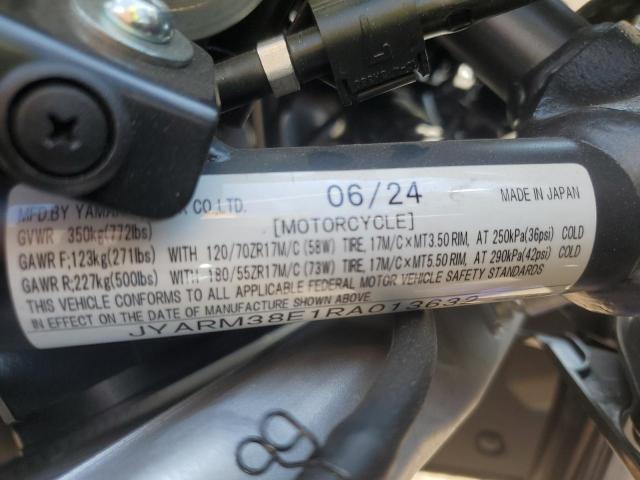 06/24
MFD.BY CO.LTD. MADE IN JAPAN
GVWR 350kg(772lbs) [MOTORCYCLE]
GAWR F;123kg(271lbs) WITH 120/70ZR17M/C (58W) TIRE, 17M/C×MT3.50 RIM, AT 250kPa(36psi) COLD
GAWR R;227kg(500lbs) WITH 180/55ZR17M/C (73W) TIRE, 17M/C×MT5.50 RIM, AT 290kPa(42psi) COLD
THIS VEHICLE CONFORMS TO ALL APPLICABLE FEDERAL MOTOR VEHICLE SAFETY STANDARDS
IN EFFECT ON THE DATE OF MANUFACTURE SHOWN ABOVE.
JYARM38E1RA013632